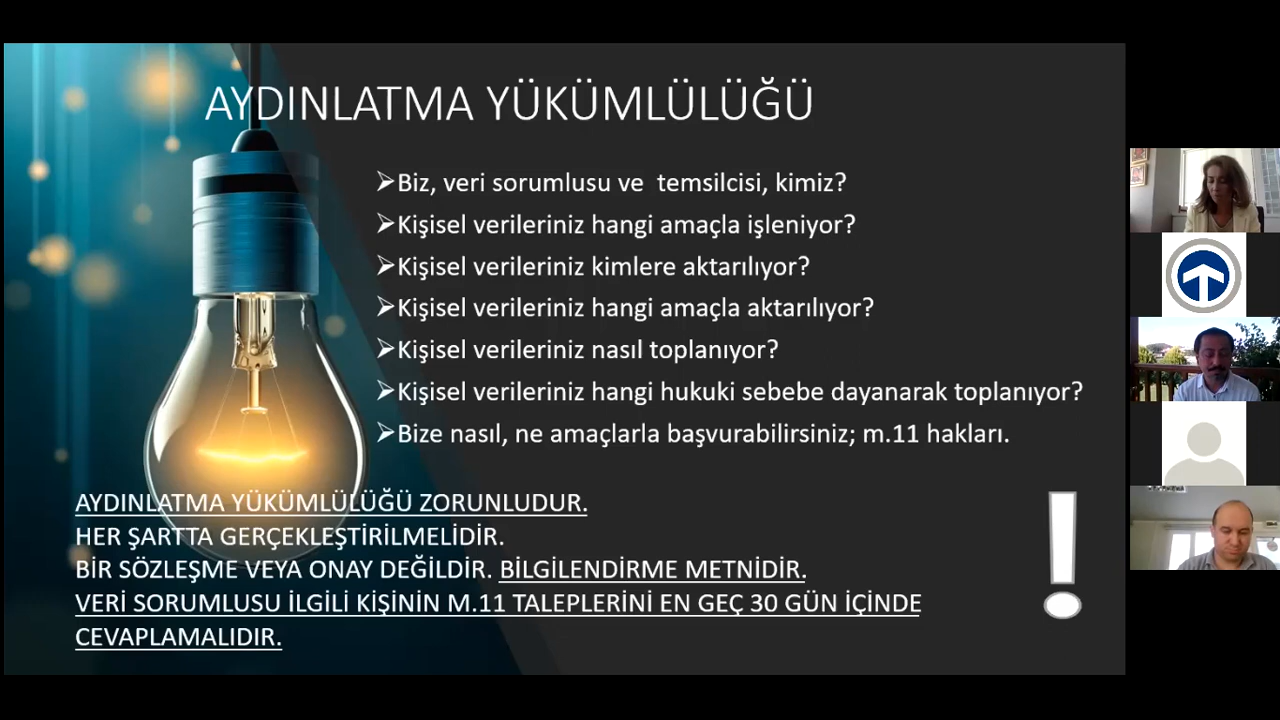 AYDINLATMA YÜKÜMLÜLÜĞÜ
➢Biz, veri sorumlusu ve temsilcisi, kimiz?
➢Kişisel verileriniz hangi amaçla işleniyor?
➢Kişisel verileriniz kimlere aktarılıyor?
➢Kişisel verileriniz hangi amaçla aktarılıyor?
➢Kişisel verileriniz nasıl toplanıyor?
➢Kişisel verileriniz hangi hukuki sebebe dayanarak toplanıyor?
➢Bize nasıl, ne amaçlarla başvurabilirsiniz; m.11 hakları.
AYDINLATMA YÜKÜMLÜLÜĞÜ ZORUNLUDUR.
HER ŞARTTA GERÇEKLEŞTİRİLMELİDİR.
BİR SÖZLEŞME VEYA ONAY DEĞİLDİR. BİLGİLENDİRME METNİDİR.
VERİ SORUMLUSU İLGİLİ KİŞİNİN M.11 TALEPLERİNİ EN GEÇ 30 GÜN İÇİNDE
CEVAPLAMALIDIR.
!